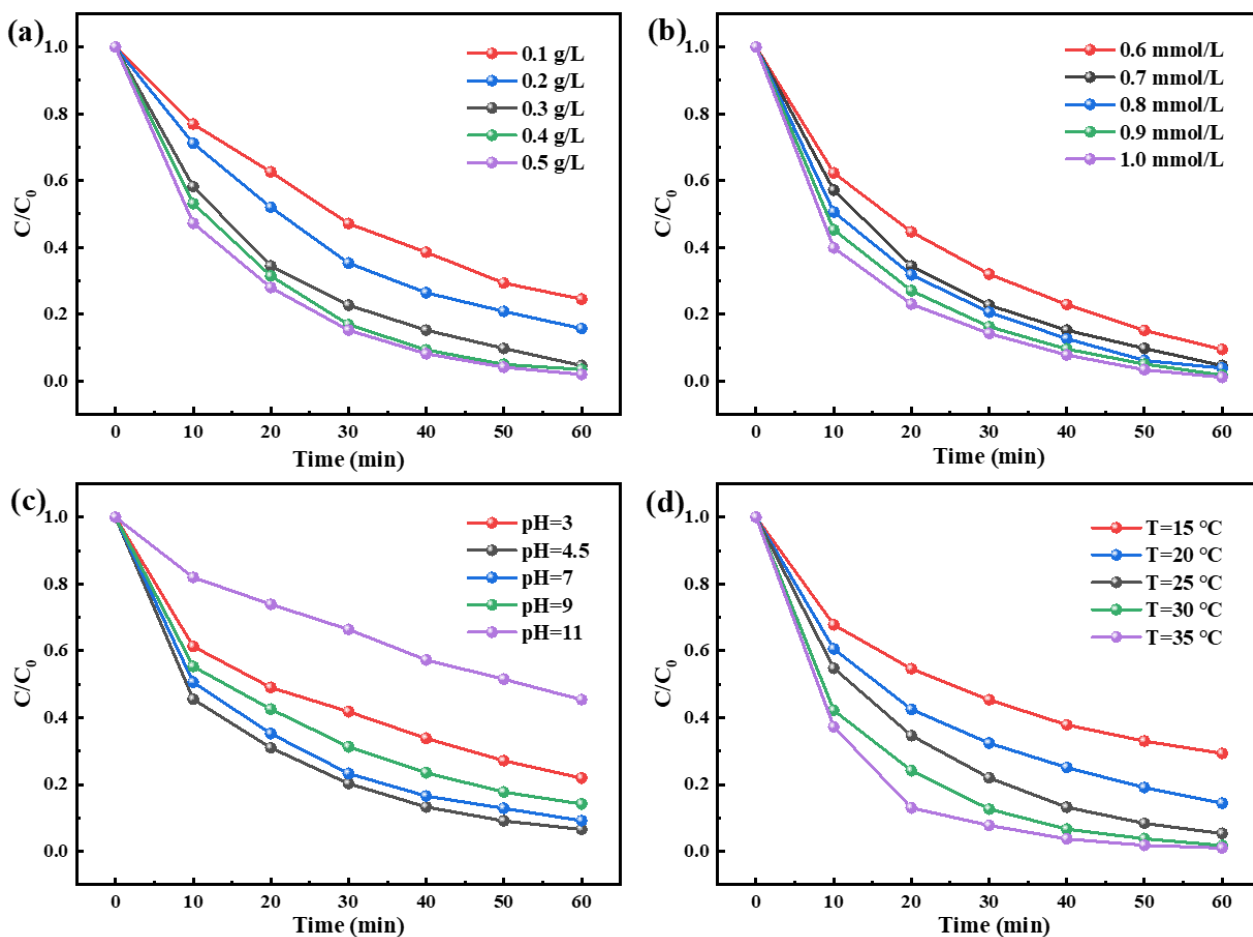 (a)
1.0
0.8
0.6
0.4
0.2
0.0
C/C0
0.1 g/L
0.2 g/L
0.3 g/L
0.4 g/L
0.5 g/L
0 10 20 30 40 50 60
Time (min)
(b)
1.0
0.8
0.6
0.4
0.2
0.0
C/C0
0.6 mmol/L
0.7 mmol/L
0.8 mmol/L
0.9 mmol/L
1.0 mmol/L
0 10 20 30 40 50 60
Time (min)
(c)
1.0
0.8
0.6
0.4
0.2
0.0
C/C0
pH=3
pH=4.5
pH=7
pH=9
pH=11
0 10 20 30 40 50 60
Time (min)
(d)
1.0
0.8
0.6
0.4
0.2
0.0
C/C0
T=15 °C
T=20 °C
T=25 °C
T=30 °C
T=35 °C
0 10 20 30 40 50 60
Time (min)